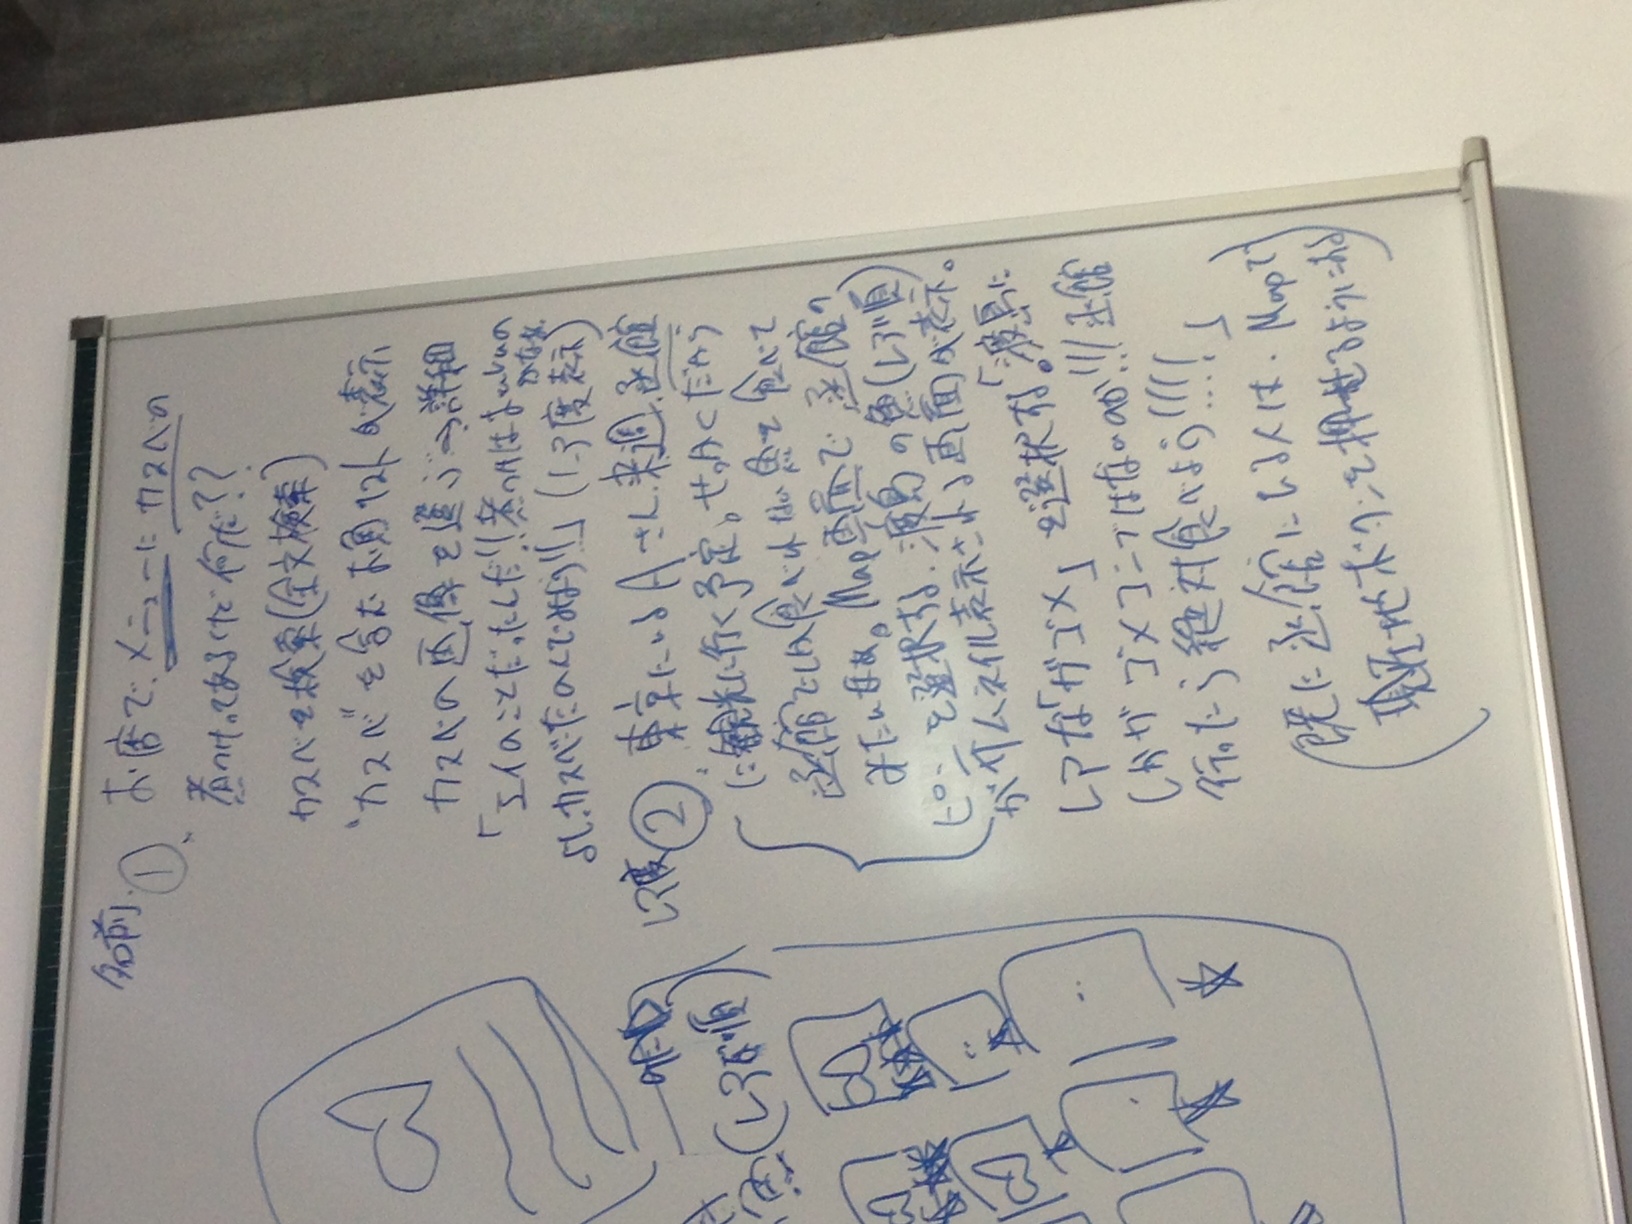 名前 ① お店で、メニューにカスベの
煮つけってあるけど何だ??
カスベを検索(全文検索)
"カスベ"を含むお魚リストが表示
カスベの画像を選ぶ→詳細
「エイのことだったんだ!!煮つけはおいしいの
かなぁ、
よし、カスベたのんでみよう!!」(レア度表示)
レア度 ② 東京にいるAさん、来週、函館
に観光に行く予定。せっかくだから
函館でしか食べれない魚を食べて
みたいなぁ。Map画面で、函館の
ピンを選択する。渡島の魚(レア順)
がサムネイル表示される画面が表示。
レアな「ガゴメ」を選択する。「渡島に
しかガゴメコンブはないのか!!!函館
行ったら絶対食べよう!!!!」
(既に函館にいる人は、Mapで
現在地ボタンを押せるようにする)
魚(レアな順)